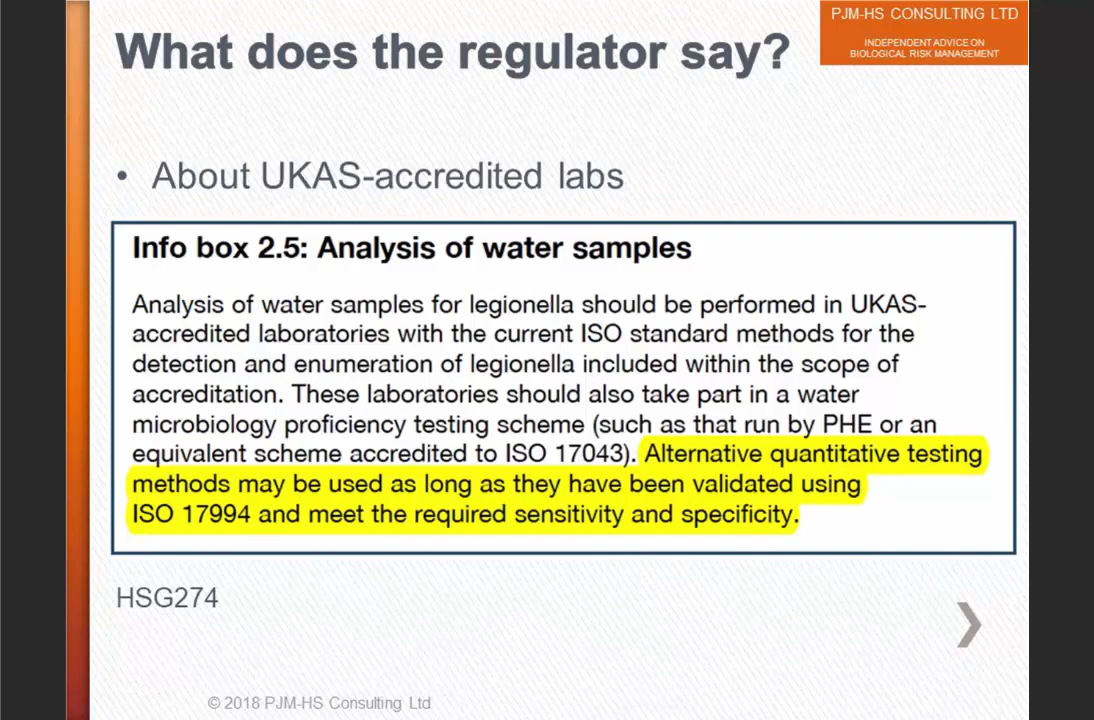 PJM-HS CONSULTING LTD
INDEPENDENT ADVICE ON
BIOLOGICAL RISK MANAGEMENT
What does the regulator say?
• About UKAS-accredited labs
Info box 2.5: Analysis of water samples
Analysis of water samples for legionella should be performed in UKAS-
accredited laboratories with the current ISO standard methods for the
detection and enumeration of legionella included within the scope of
accreditation. These laboratories should also take part in a water
microbiology proficiency testing scheme (such as that run by PHE or an
equivalent scheme accredited to ISO 17043). Alternative quantitative testing
methods may be used as long as they have been validated using
ISO 17994 and meet the required sensitivity and specificity.
HSG274
© 2018 PJM-HS Consulting Ltd